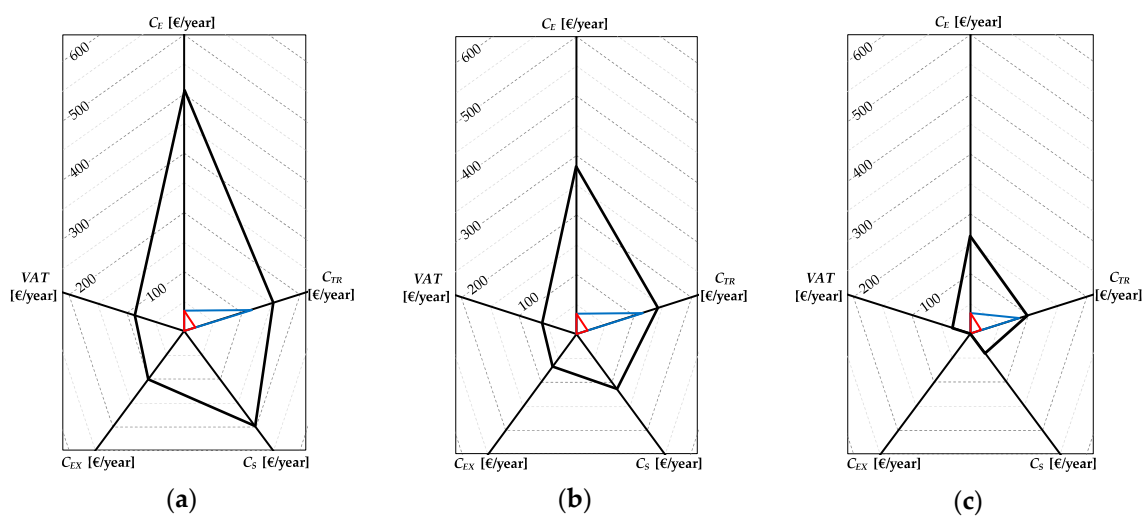 C_E [€/year]
600
500
400
300
200
100
VAT
[€/year]
C_TR
[€/year]
C_EX [€/year]
C_S [€/year]
(a)
C_E [€/year]
600
500
400
300
200
100
VAT
[€/year]
C_TR
[€/year]
C_EX [€/year]
C_S [€/year]
(b)
C_E [€/year]
600
500
400
300
200
100
VAT
[€/year]
C_TR
[€/year]
C_EX [€/year]
C_S [€/year]
(c)